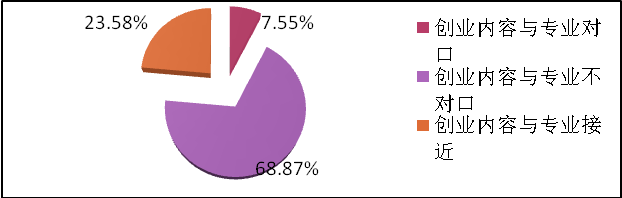 23.58%
7.55%
68.87%
创业内容与专业对
口
创业内容与专业不
对口
创业内容与专业接
近